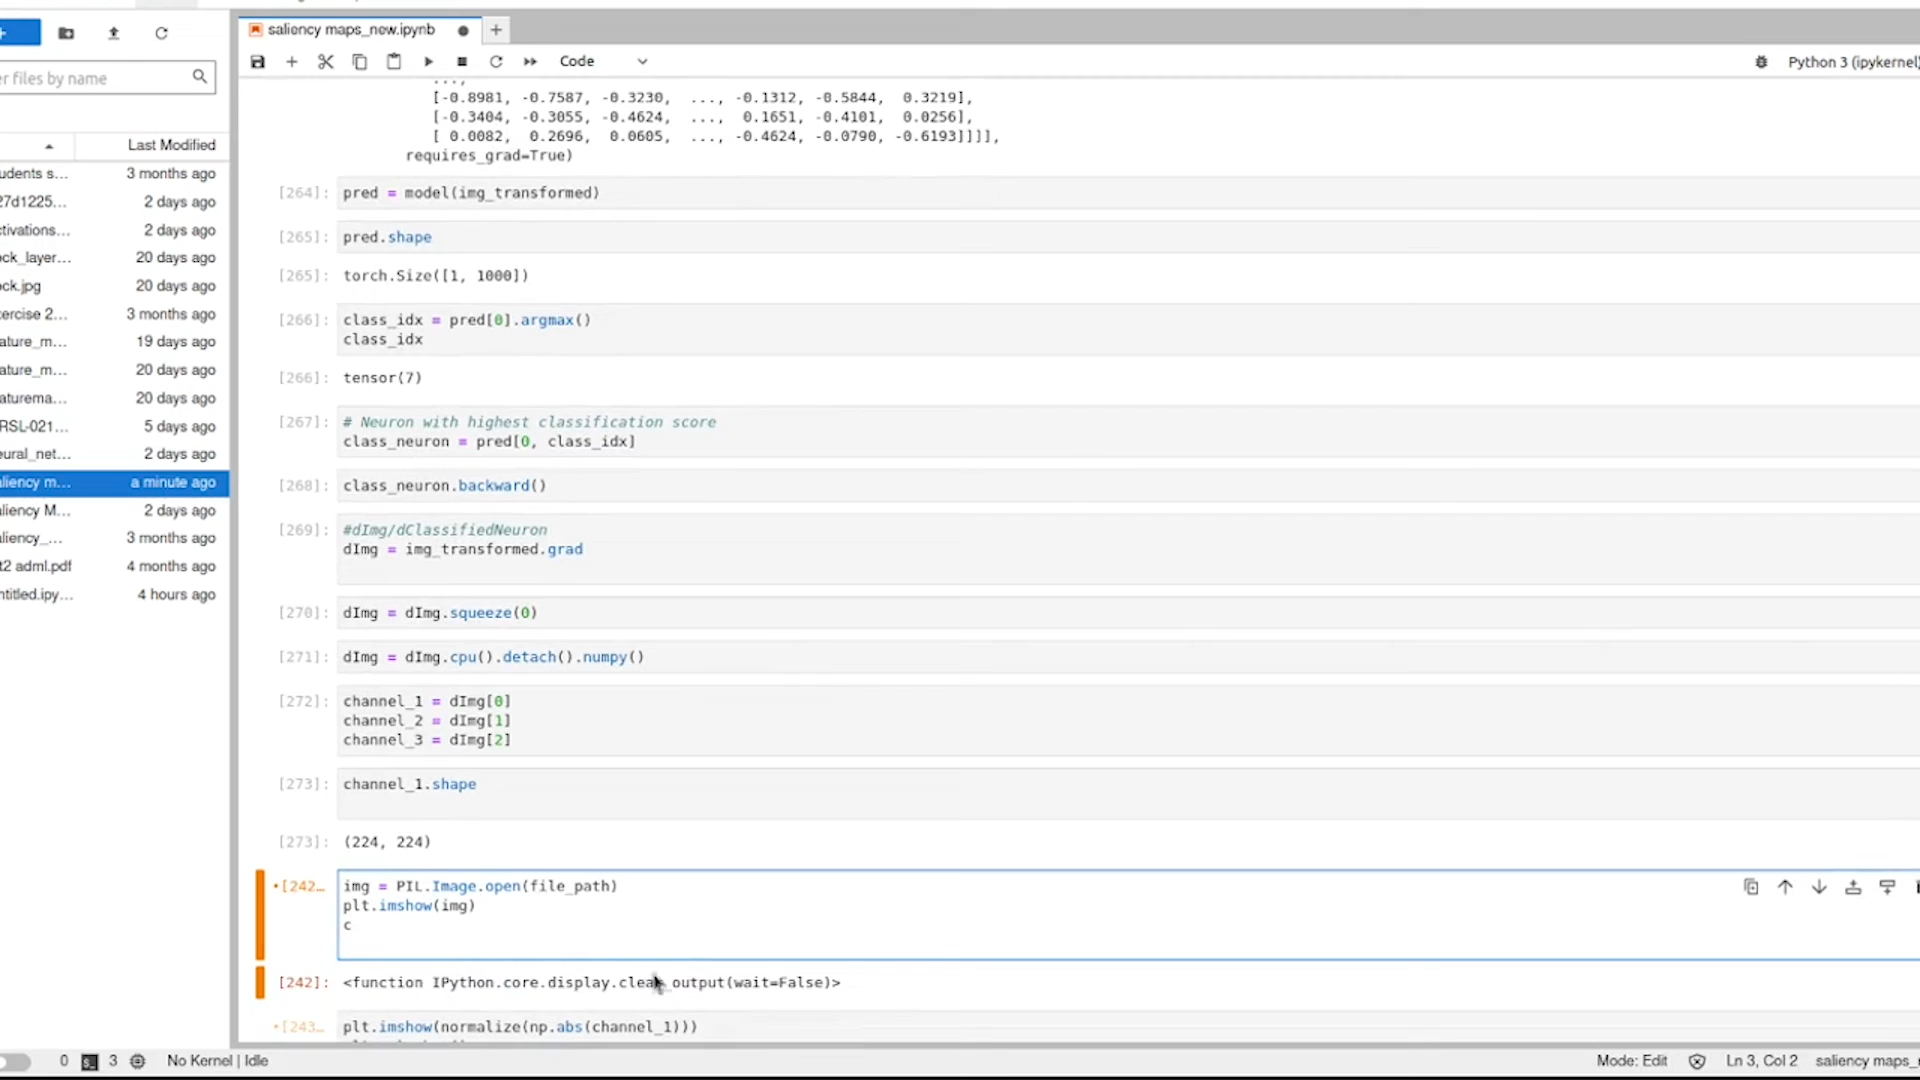 saliency maps_new.ipynb
Code
Python 3 (ipykernel)
er files by name
Last Modified
udents s... 3 months ago
27d1225... 2 days ago
ctivations... 2 days ago
ock_layer... 20 days ago
ock.jpg 20 days ago
ercise 2... 3 months ago
ature_m... 19 days ago
ature_m... 20 days ago
aturema... 20 days ago
RSL-021... 5 days ago
eural_net... 2 days ago
aliency m... a minute ago
aliency M... 2 days ago
aliency_... 3 months ago
t2 adml.pdf 4 months ago
ntitled.ipy... 4 hours ago
...,
[-0.8981, -0.7587, -0.3230, ..., -0.1312, -0.5844, 0.3219],
[-0.3404, -0.3055, -0.4624, ..., 0.1651, -0.4101, 0.0256],
[ 0.0082, 0.2696, 0.0605, ..., -0.4624, -0.0790, -0.6193]]]],
requires_grad=True)
[264]: pred = model(img_transformed)
[265]: pred.shape
[265]: torch.Size([1, 1000])
[266]: class_idx = pred[0].argmax()
class_idx
[266]: tensor(7)
[267]: # Neuron with highest classification score
class_neuron = pred[0, class_idx]
[268]: class_neuron.backward()
[269]: #dImg/dClassifiedNeuron
dImg = img_transformed.grad
[270]: dImg = dImg.squeeze(0)
[271]: dImg = dImg.cpu().detach().numpy()
[272]: channel_1 = dImg[0]
channel_2 = dImg[1]
channel_3 = dImg[2]
[273]: channel_1.shape
[273]: (224, 224)
•[242... img = PIL.Image.open(file_path)
plt.imshow(img)
c
[242]: <function IPython.core.display.clea output(wait=False)>
•[243... plt.imshow(normalize(np.abs(channel_1)))
0 3 No Kernel | Idle
Mode: Edit Ln 3, Col 2 saliency maps_